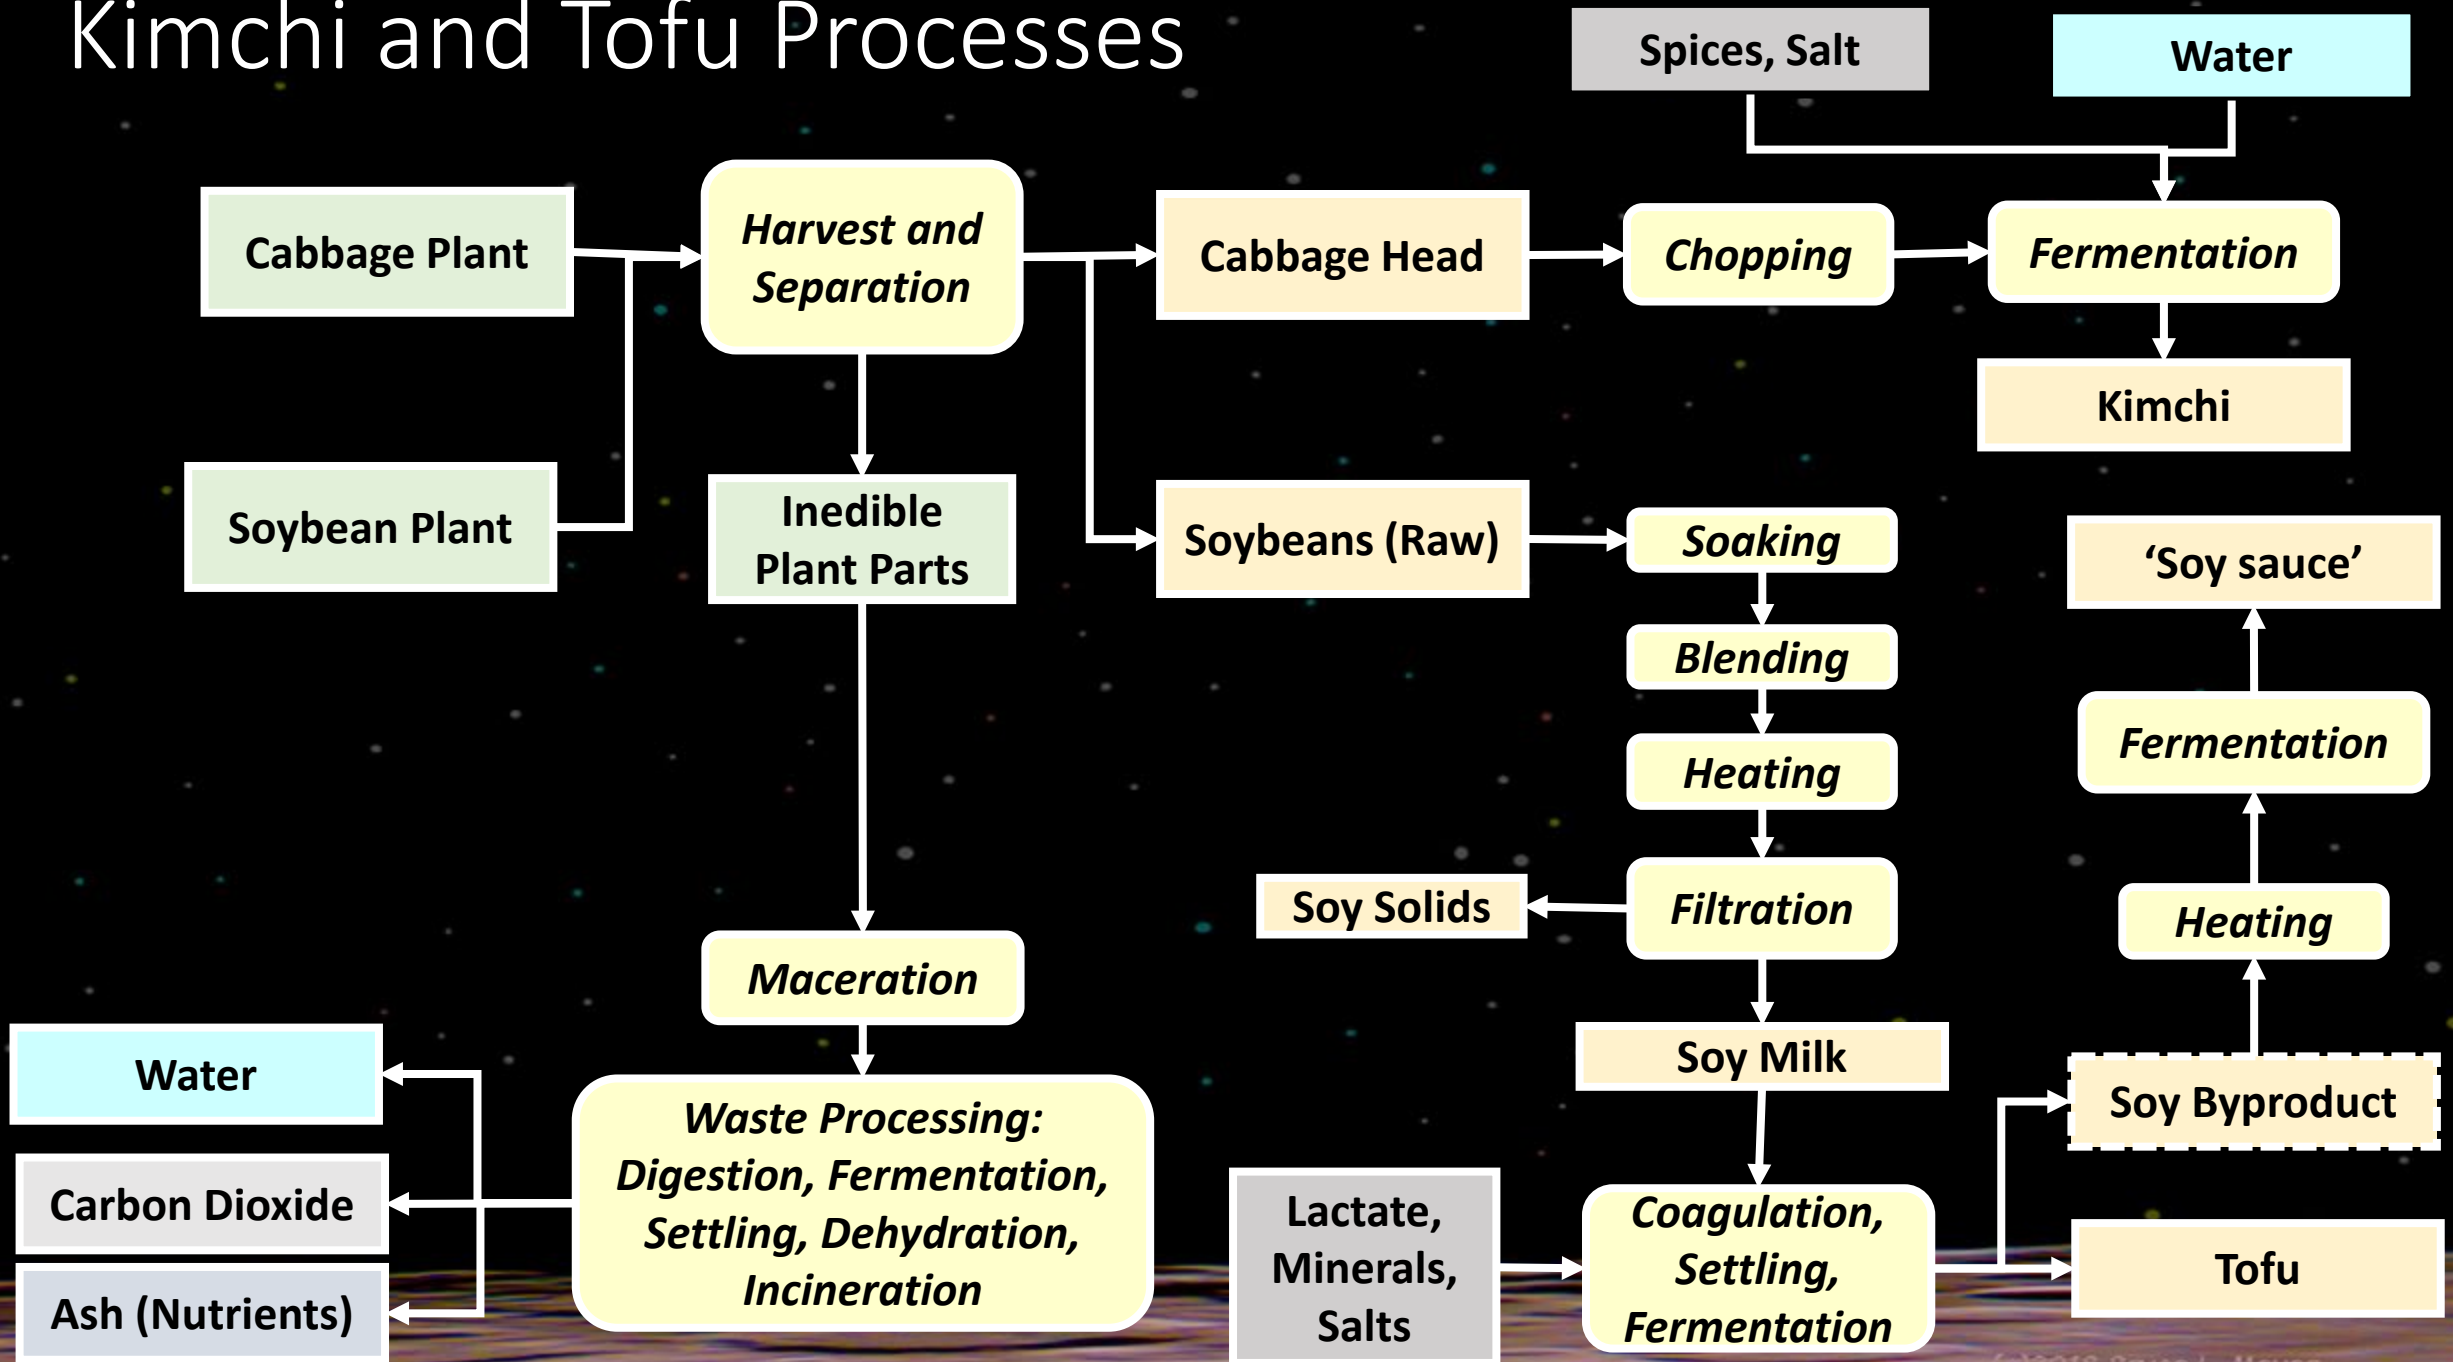 Kimchi and Tofu Processes
Spices, Salt
Water
Cabbage Plant
Harvest and
Separation
Cabbage Head
Chopping
Fermentation
Kimchi
Soybean Plant
Inedible
Plant Parts
Soybeans (Raw)
Soaking
Blending
Heating
Filtration
Soy Solids
Soy Milk
‘Soy sauce’
Fermentation
Heating
Soy Byproduct
Maceration
Water
Carbon Dioxide
Ash (Nutrients)
Waste Processing:
Digestion, Fermentation,
Settling, Dehydration,
Incineration
Lactate,
Minerals,
Salts
Coagulation,
Settling,
Fermentation
Tofu